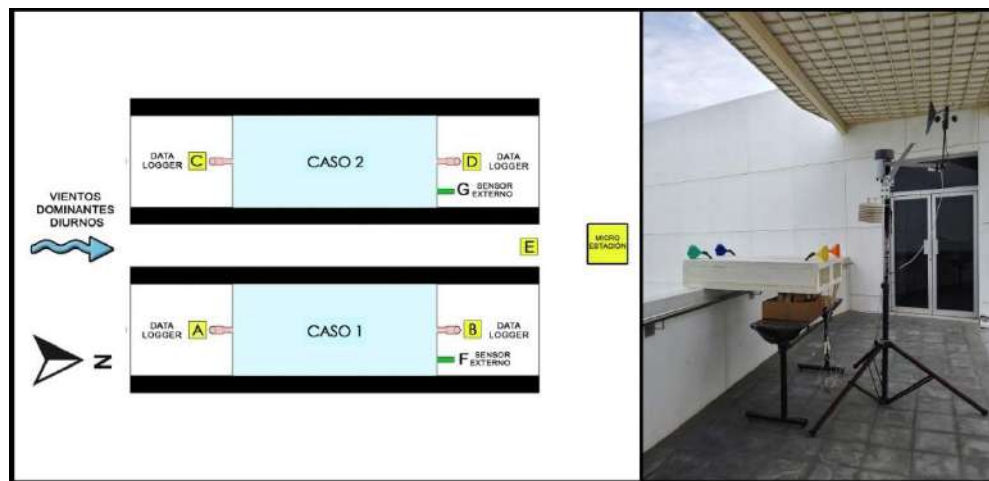 DATA
LOGGER
C
CASO 2
D
DATA
LOGGER
G
SENSOR
EXTERNO
VIENTOS
DOMINANTES
DIURNOS
E
MICRO
ESTACIÓN
DATA
LOGGER
A
CASO 1
B
DATA
LOGGER
F
SENSOR
EXTERNO
N